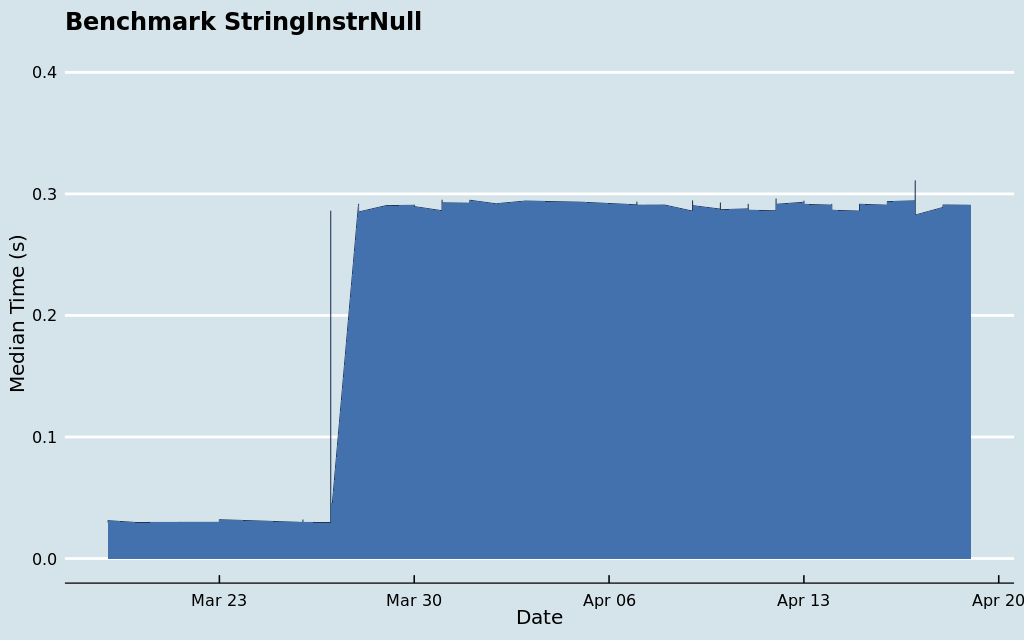 Benchmark StringInstrNull
0.4
0.3
0.2
0.1
0.0
Median Time (s)
Mar 23
Mar 30
Apr 06
Apr 13
Apr 20
Date